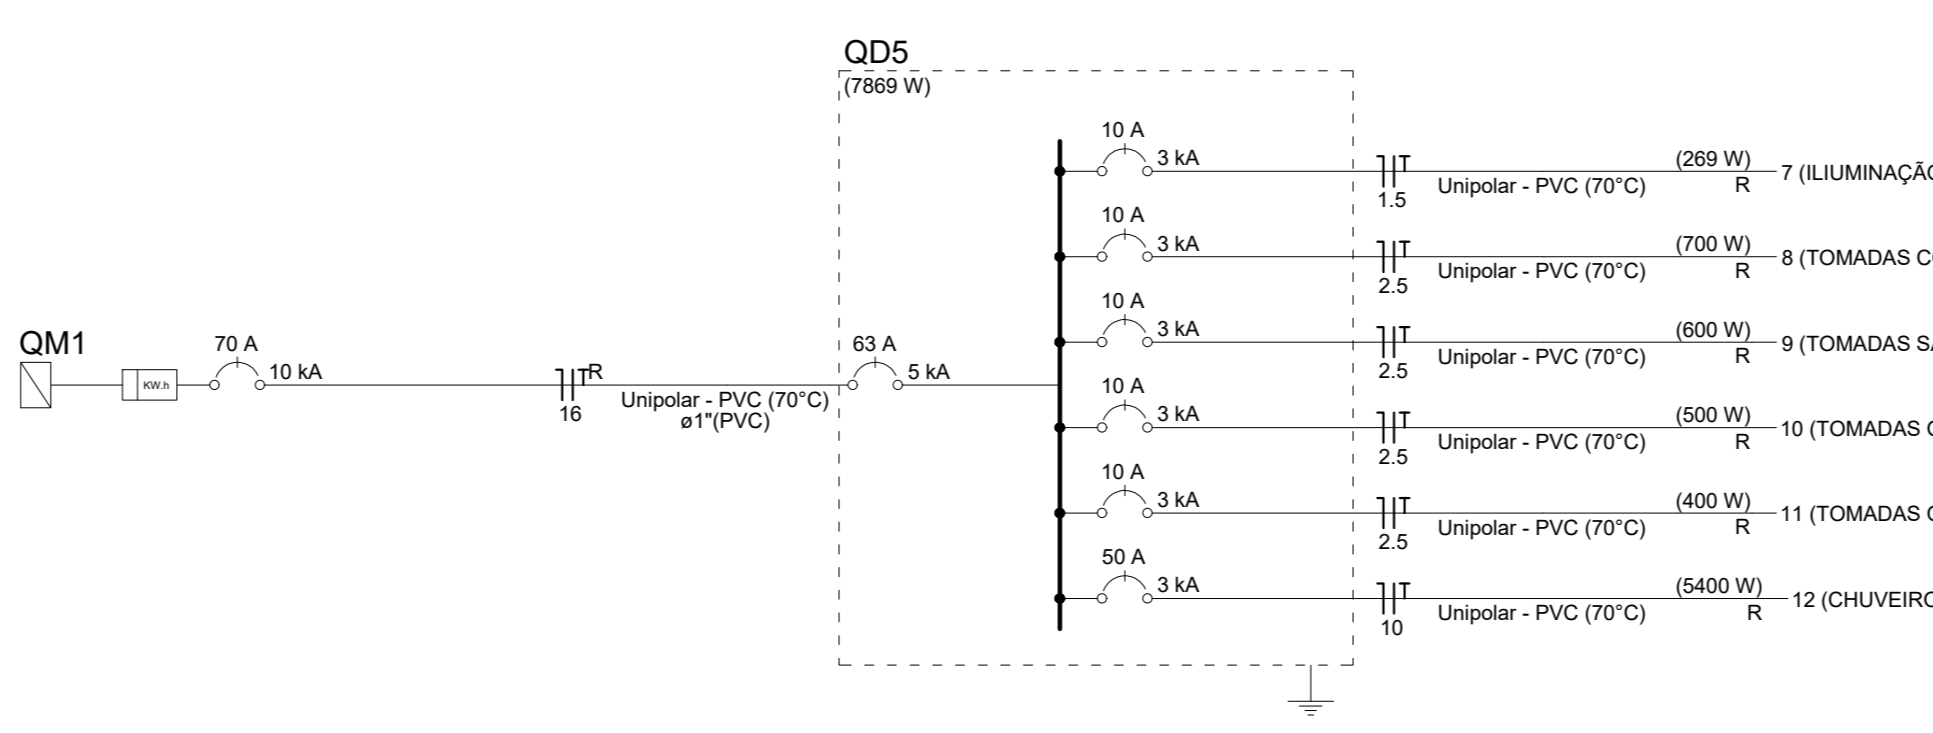 QD5
(7869 W)
10 A
3 kA
1.5
Unipolar - PVC (70°C)
(269 W)
R
7 (ILIUMINAÇÃO
10 A
3 kA
2.5
Unipolar - PVC (70°C)
(700 W)
R
8 (TOMADAS
10 A
3 kA
2.5
Unipolar - PVC (70°C)
(600 W)
R
9 (TOMADAS
QM1
KW.h
70 A
10 kA
R
16
Unipolar - PVC (70°C)
ø1"(PVC)
63 A
5 kA
10 A
3 kA
T
2.5
Unipolar - PVC (70°C)
(500 W)
R
10 (TOMADAS
10 A
3 kA
2.5
Unipolar - PVC (70°C)
(400 W)
R
11 (TOMADAS
50 A
3 kA
10
Unipolar - PVC (70°C)
(5400 W)
R
12 (CHUVEIRO